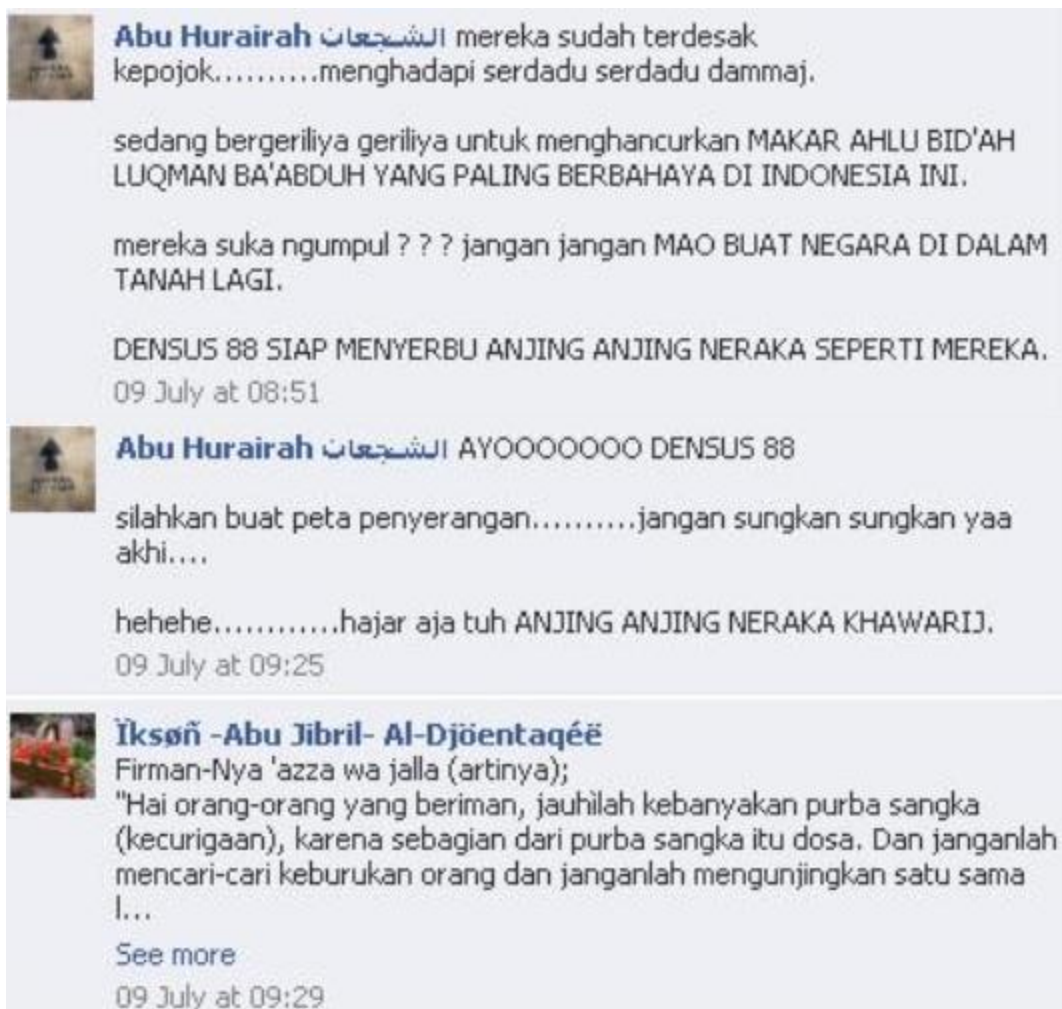 Abu Hurairah الشجعان mereka sudah terdesak
kepojok..........menghadapi serdadu serdadu dammaj.
sedang bergeriliya geriliya untuk menghancurkan MAKAR AHLU BID'AH
LUQMAN BA'ABDUH YANG PALING BERBAHAYA DI INDONESIA INI.
mereka suka ngumpul ? ? ? jangan jangan MAO BUAT NEGARA DI DALAM
TANAH LAGI.
DENSUS 88 SIAP MENYERBU ANJING ANJING NERAKA SEPERTI MEREKA.
09 July at 08:51
Abu Hurairah الشجعان AYOOOOOOO DENSUS 88
silahkan buat peta penyerangan..........jangan sungkan sungkan yaa
akhi....
hehehe............hajar aja tuh ANJING ANJING NERAKA KHAWARIJ.
09 July at 09:25
Ïksøñ -Abu Jibril- Al-Djöentaqéë
Firman-Nya 'azza wa jalla (artinya);
"Hai orang-orang yang beriman, jauhìlah kebanyakan purba sangka
(kecurigaan), karena sebagian dari purba sangka itu dosa. Dan janganlah
mencari-cari keburukan orang dan janganlah mengunjingkan satu sama
l...
See more
09 July at 09:29